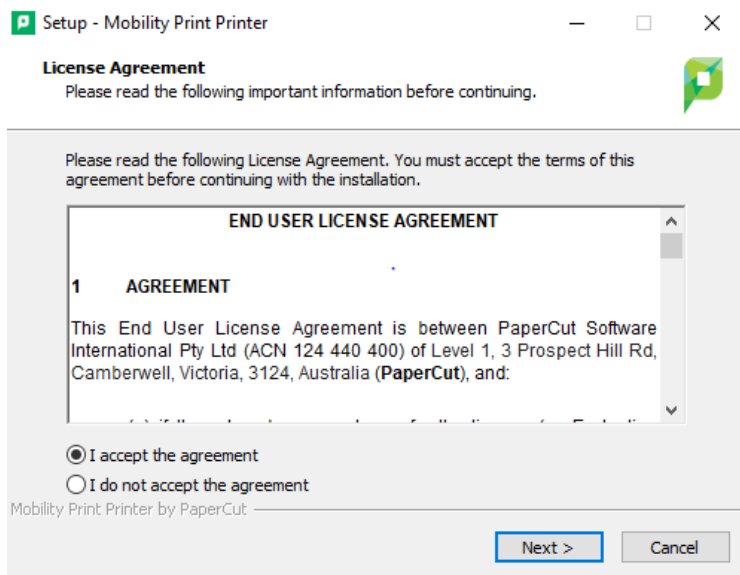 Setup - Mobility Print Printer
License Agreement
Please read the following important information before continuing.
Please read the following License Agreement. You must accept the terms of this
agreement before continuing with the installation.
END USER LICENSE AGREEMENT
1 AGREEMENT
This End User License Agreement is between PaperCut Software
International Pty Ltd (ACN 124 440 400) of Level 1, 3 Prospect Hill Rd,
Camberwell, Victoria, 3124, Australia (PaperCut), and:
I accept the agreement
I do not accept the agreement
Mobility Print Printer by PaperCut
Next >
Cancel